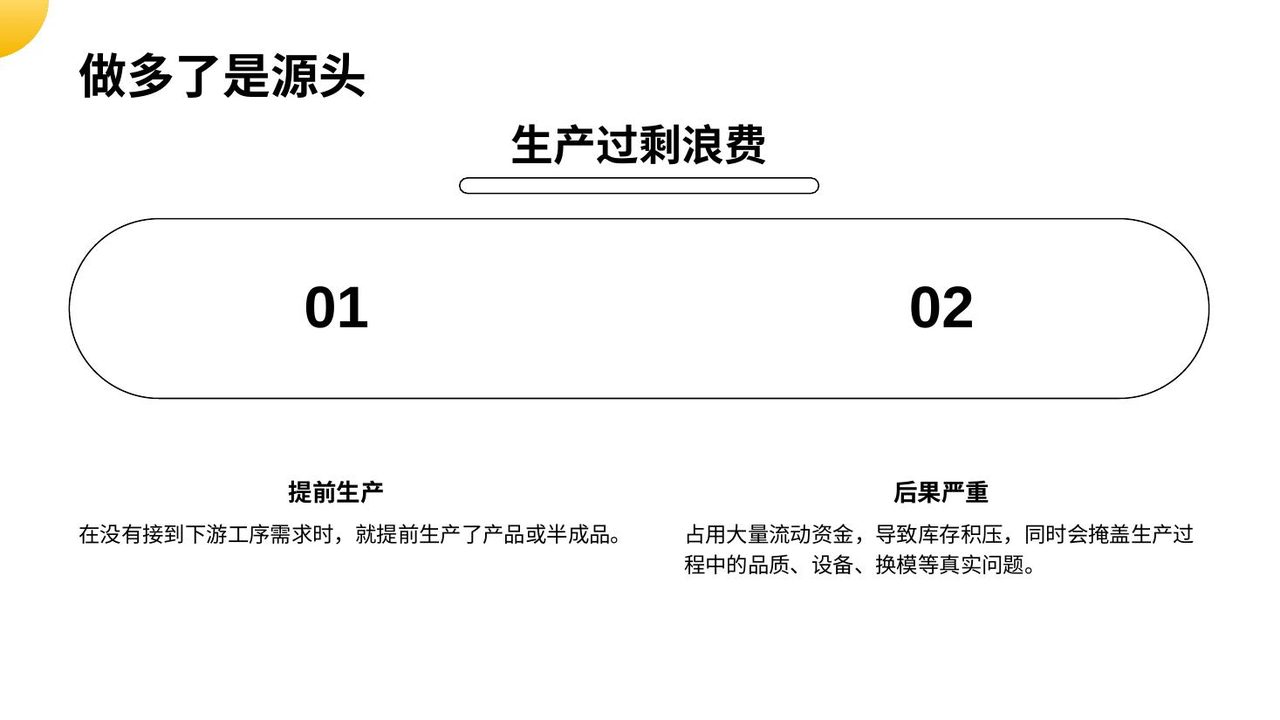 做多了是源头
生产过剩浪费
01
02
提前生产
在没有接到下游工序需求时，就提前生产了产品或半成品。
后果严重
占用大量流动资金，导致库存积压，同时会掩盖生产过
程中的品质、设备、换模等真实问题。